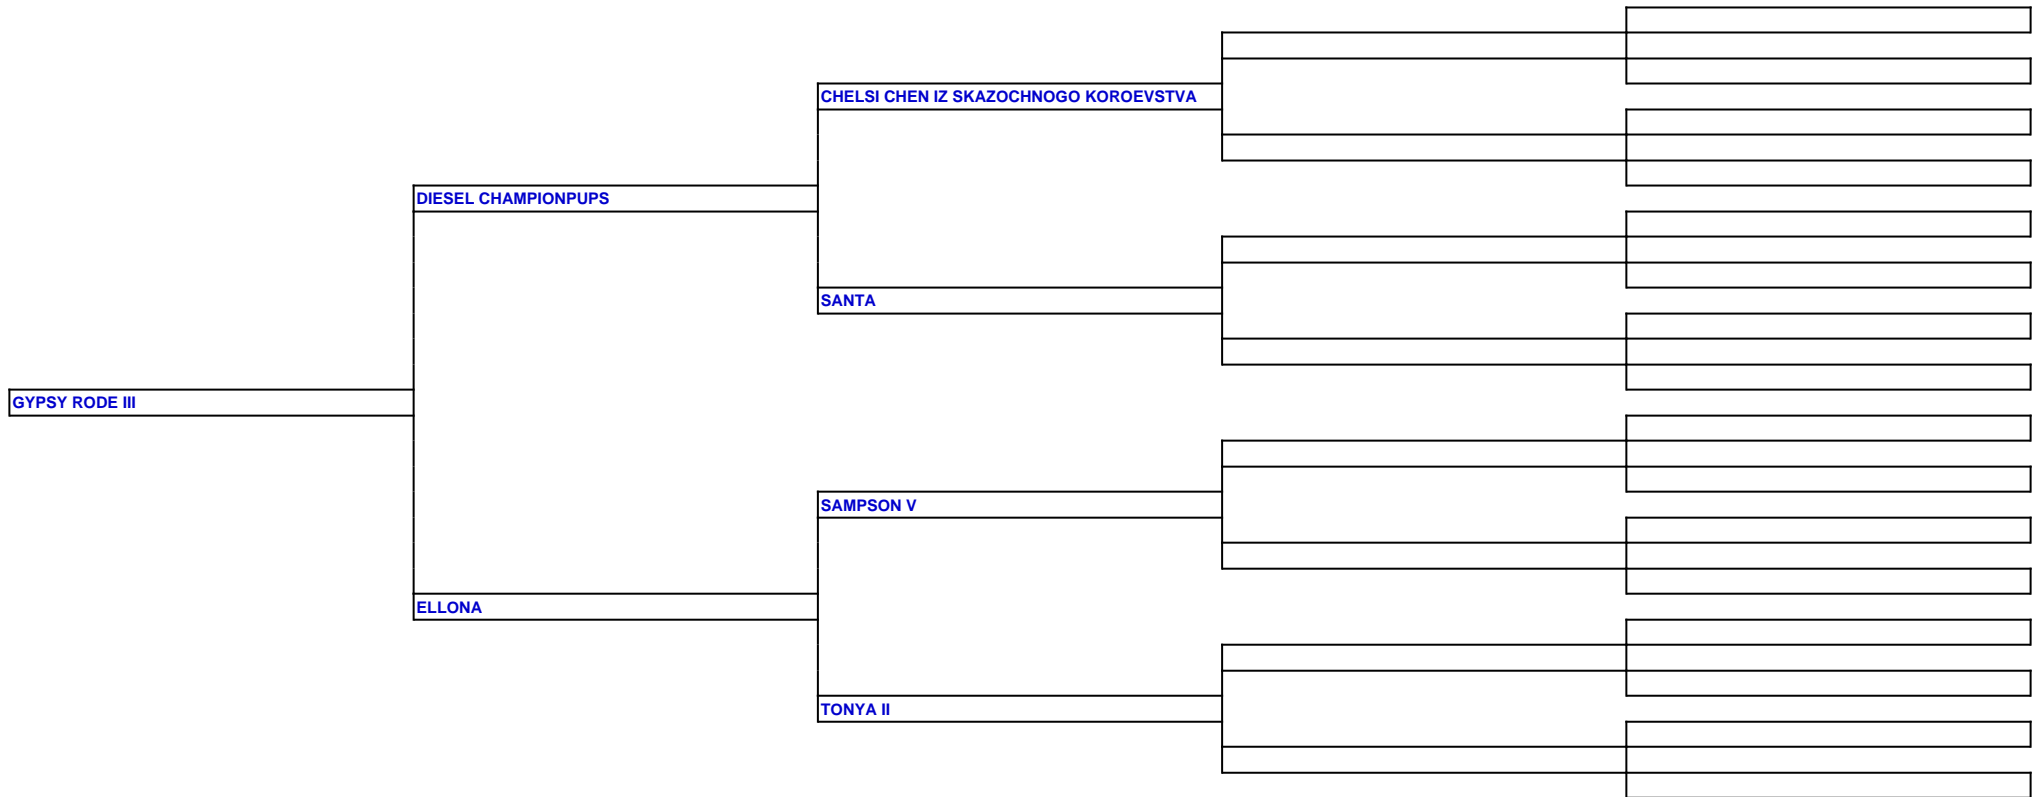 CHELSI CHEN IZ SKAZOCHNOGO KOROEVSTVA
DIESEL CHAMPIONPUPS
SANTA
GYPSY RODE III
SAMPSON V
ELLONA
TONYA II